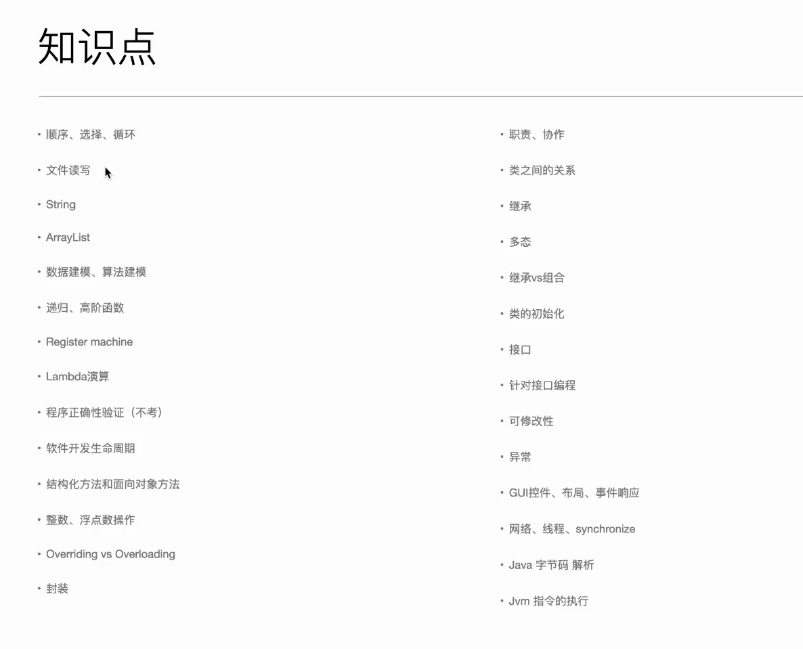 知识点
顺序、选择、循环
文件读写
String
ArrayList
数据建模、算法建模
递归、高阶函数
Register machine
Lambda演算
程序正确性验证（不考）
软件开发生命周期
结构化方法和面向对象方法
整数、浮点数操作
Overriding vs Overloading
封装
职责、协作
类之间的关系
继承
多态
继承vs组合
类的初始化
接口
针对接口编程
可修改性
异常
GUI控件、布局、事件响应
网络、线程、synchronize
Java 字节码 解析
Jvm 指令的执行